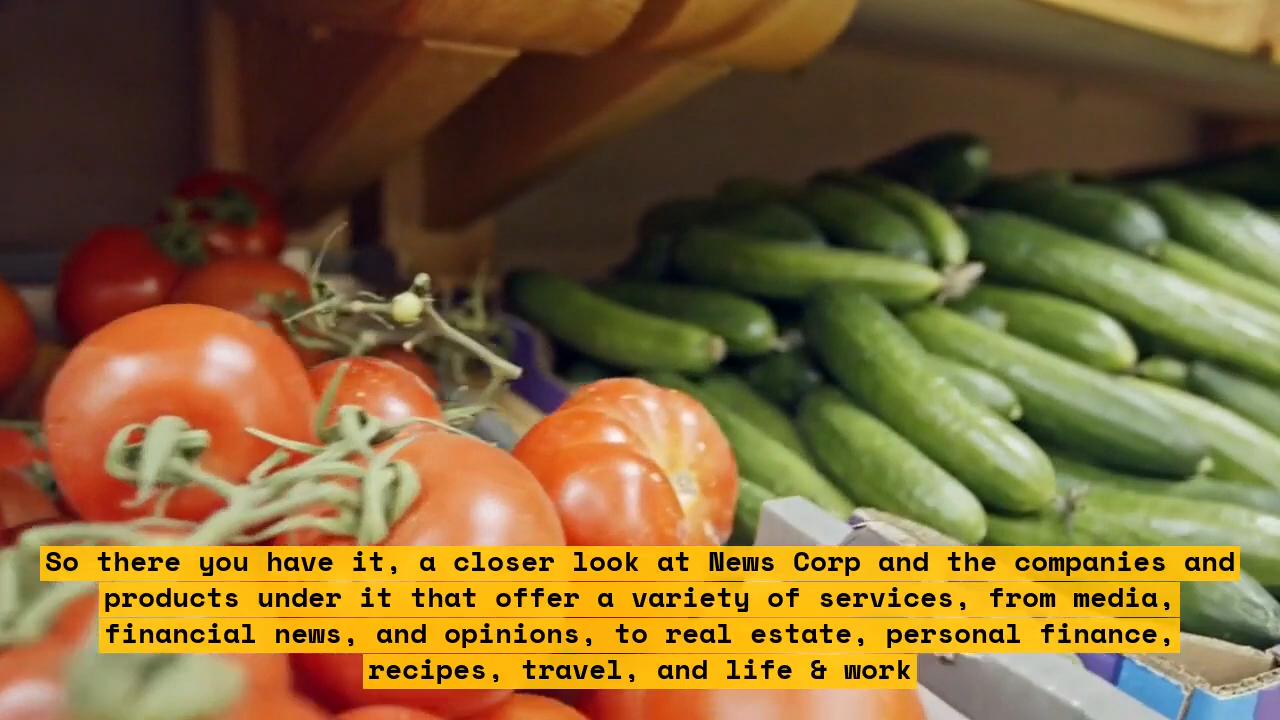 So there you have it, a closer look at News Corp and the companies and
products under it that offer a variety of services, from media,
financial news, and opinions, to real estate, personal finance,
recipes, travel, and life & work